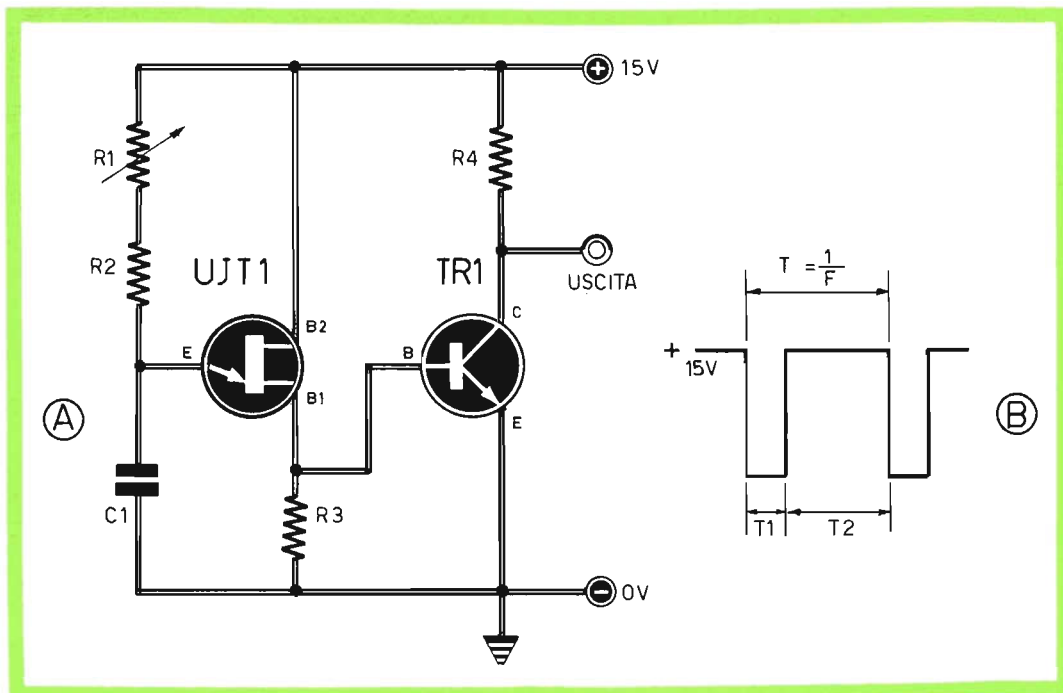 + 15V
R1
R4
R2
UJT1
TR1
USCITA
B2
C
E
B
B1
E
A
C1
R3
- 0V
T = 1/F
+ 15V
B
T1
T2